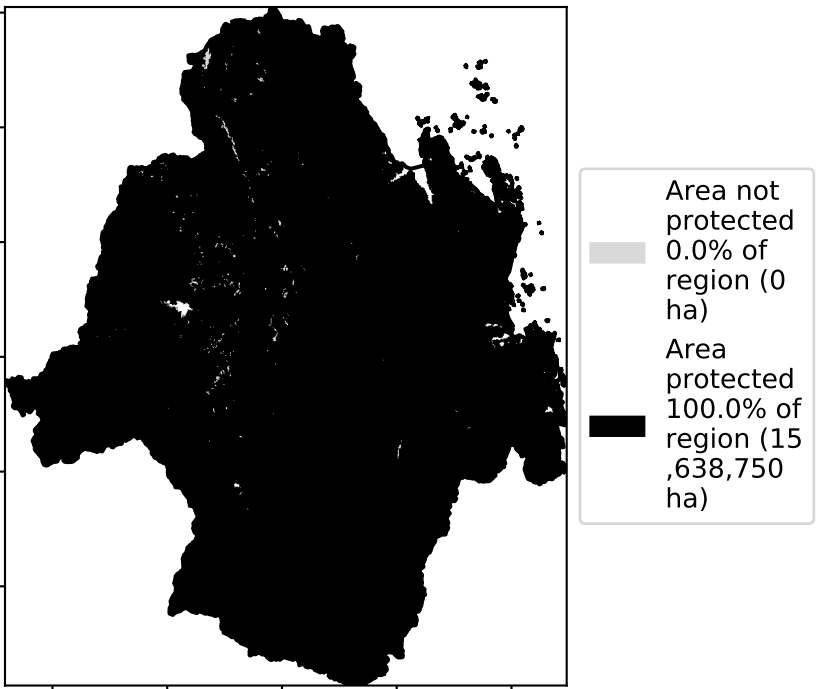 Area not
protected
0.0% of
region (0
ha)
Area
protected
100.0% of
region (15
,638,750
ha)